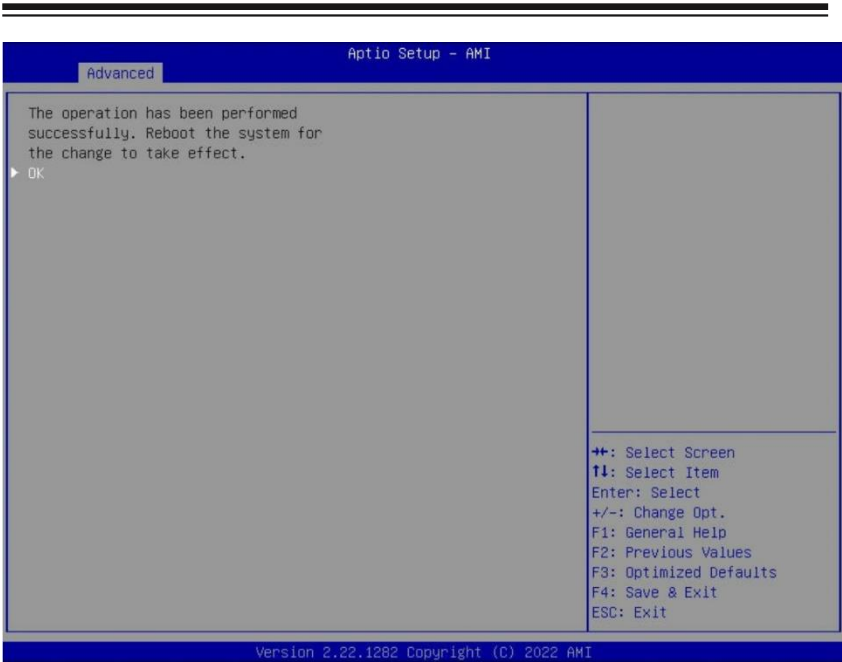 Aptio Setup - AMI
Advanced
The operation has been performed
successfully. Reboot the system for
the change to take effect.
▶ OK
→←: Select Screen
↑↓: Select Item
Enter: Select
+/-: Change Opt.
F1: General Help
F2: Previous Values
F3: Optimized Defaults
F4: Save & Exit
ESC: Exit
Version 2.22.1282 Copyright (C) 2022 AMI